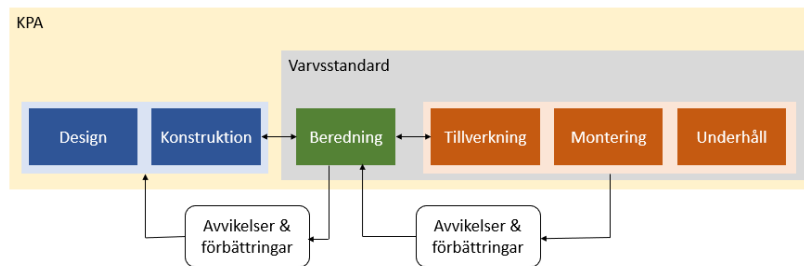 KPA
Varvsstandard
Design
Konstruktion
Beredning
Tillverkning
Montering
Underhåll
Avvikelser &
förbättringar
Avvikelser &
förbättringar